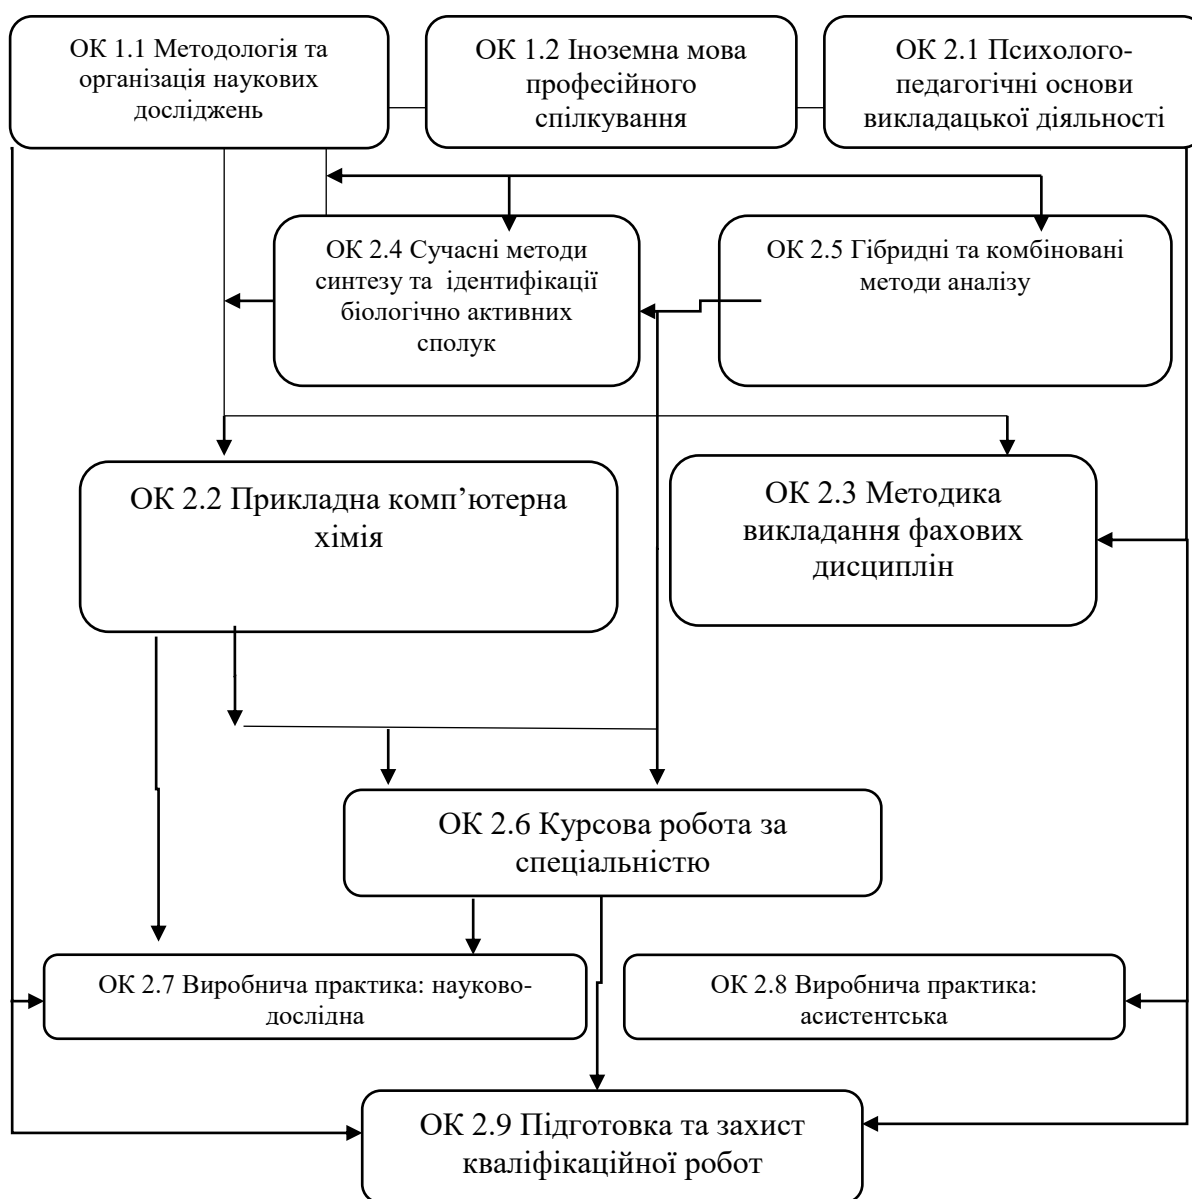 ОК 1.1 Методологія та
організація наукових
досліджень
ОК 1.2 Іноземна мова
професійного
спілкування
ОК 2.1 Психолого-
педагогічні основи
викладацької діяльності
ОК 2.4 Сучасні методи
синтезу та ідентифікації
біологічно активних
сполук
ОК 2.5 Гібридні та комбіновані
методи аналізу
ОК 2.2 Прикладна комп’ютерна
хімія
ОК 2.3 Методика
викладання фахових
дисциплін
ОК 2.6 Курсова робота за
спеціальністю
ОК 2.7 Виробнича практика: науково-
дослідна
ОК 2.8 Виробнича практика:
асистентська
ОК 2.9 Підготовка та захист
кваліфікаційної робот